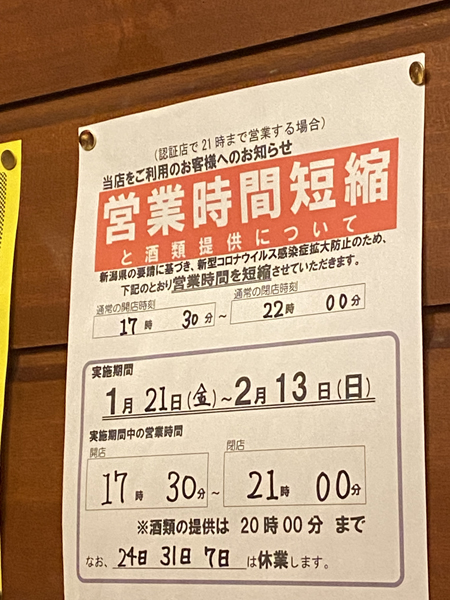 (認証店で21時まで営業する場合)
当店をご利用のお客様へのお知らせ
営業時間短縮
と酒類提供について
新潟県の要請に基づき、新型コロナウイルス感染症拡大防止のため、
下記のとおり営業時間を短縮させていただきます。
通常の開店時刻 通常の閉店時刻
17時 30分~ 22時 00分
実施期間
1月21日(金)~2月13日(日)
実施期間中の営業時間
開店 閉店
17時 30分~ 21時 00分
※酒類の提供は 20時00分 まで
なお、24日 31日 7日 は休業します。